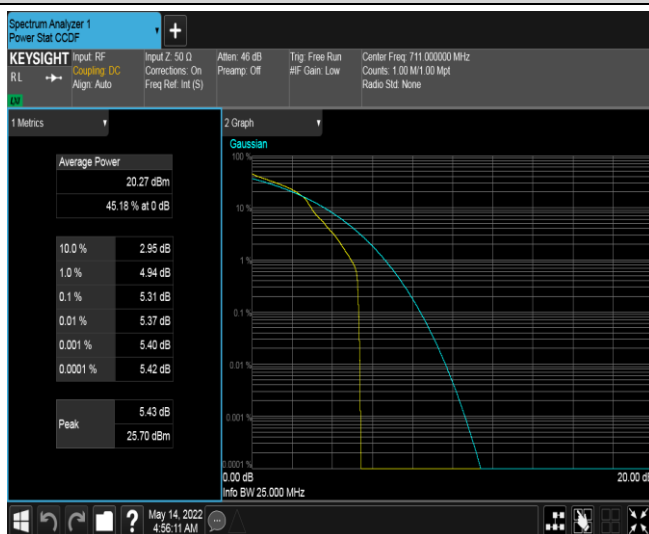 Spectrum Analyzer 1
Power Stat CCDF
+
KEYSIGHT
RL
Input: RF
Coupling: DC
Align: Auto
Input Z: 50 Ω
Corrections: On
Freq Ref: Int (S)
Atten: 46 dB
Preamp: Off
Trig: Free Run
#IF Gain: Low
Center Freq: 711.000000 MHz
Counts: 1.00 M/1.00 Mpt
Radio Std: None
1 Metrics
Average Power
20.27 dBm
45.18 % at 0 dB
10.0 % 2.95 dB
1.0 % 4.94 dB
0.1 % 5.31 dB
0.01 % 5.37 dB
0.001 % 5.40 dB
0.0001 % 5.42 dB
Peak
5.43 dB
25.70 dBm
2 Graph
Gaussian
100 %
10 %
1 %
0.1 %
0.01 %
0.001 %
0.0001 %
0.00 dB
20.00 dB
Info BW 25.000 MHz
?
May 14, 2022
4:56:11 AM